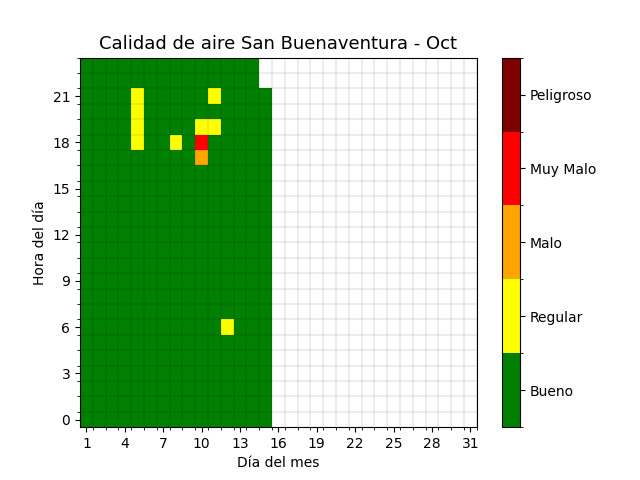 Calidad de aire San Buenaventura - Oct
Hora del día
21
18
15
12
9
6
3
0
1 4 7 10 13 16 19 22 25 28 31
Día del mes
Peligroso
Muy Malo
Malo
Regular
Bueno